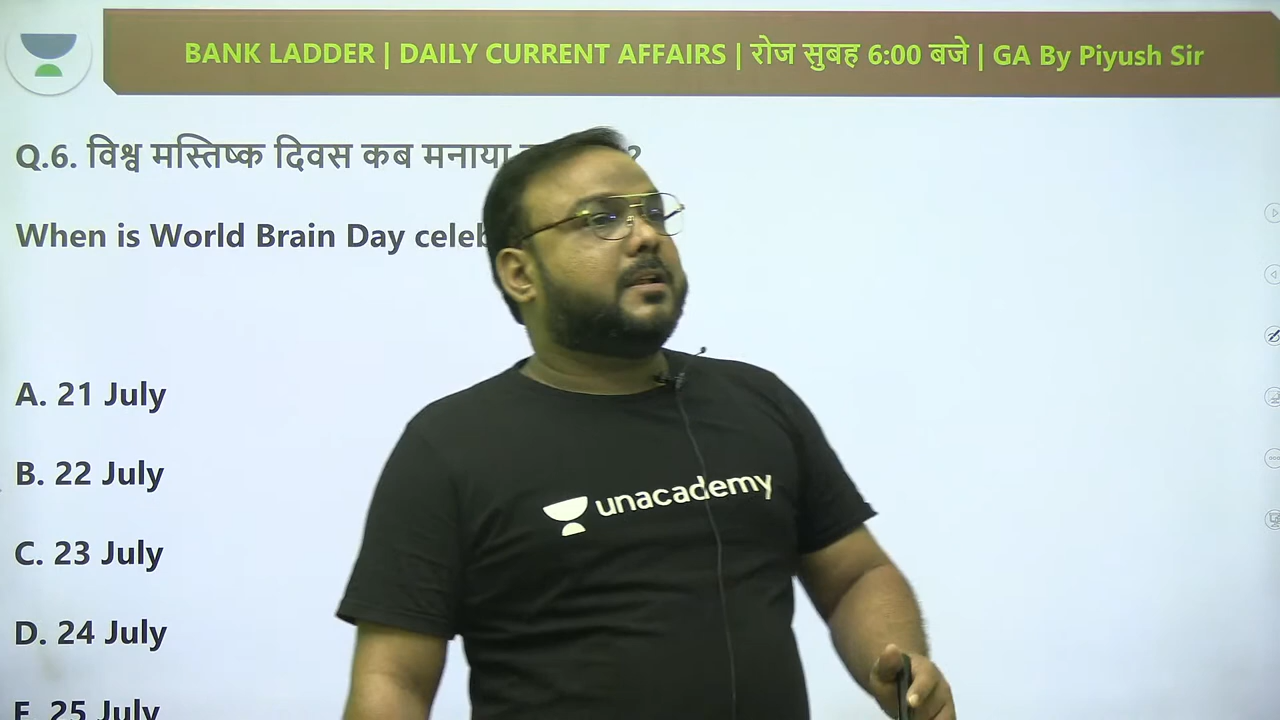 BANK LADDER | DAILY CURRENT AFFAIRS | रोज सुबह 6:00 बजे | GA By Piyush Sir
Q.6. विश्व मस्तिष्क दिवस कब मनाया ?
When is World Brain Day
A. 21 July
B. 22 July
C. 23 July
D. 24 July
E. 25 July
unacademy